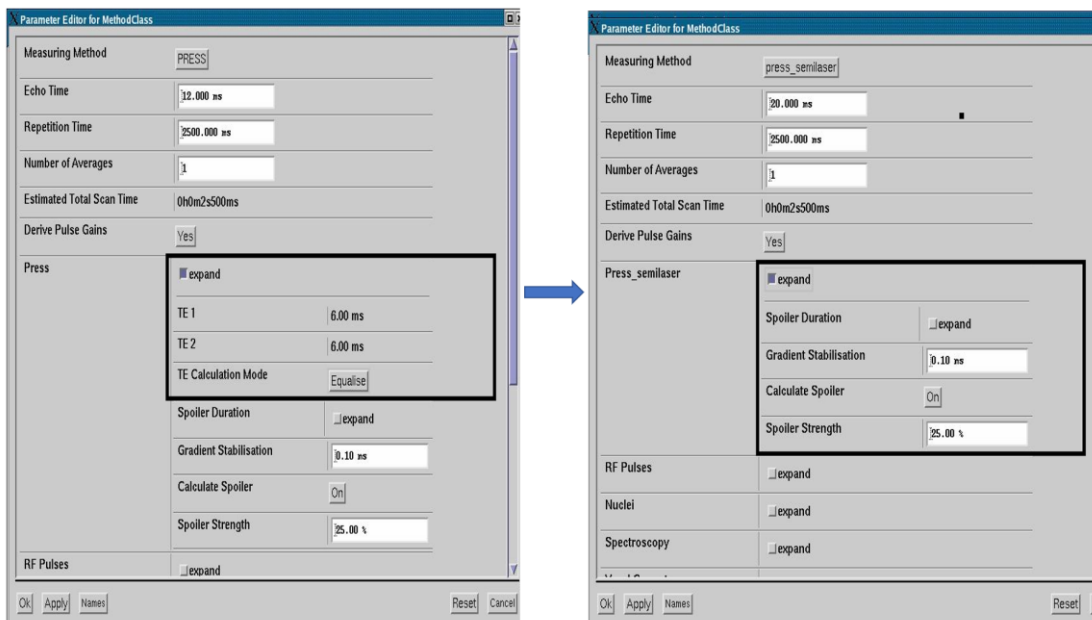 Parameter Editor for MethodClass
Measuring Method PRESS
Echo Time 12.000 ms
Repetition Time 2500.000 ms
Number of Averages 1
Estimated Total Scan Time 0h0m2s500ms
Derive Pulse Gains Yes
Press expand
TE 1 6.00 ms
TE 2 6.00 ms
TE Calculation Mode Equalise
Spoiler Duration expand
Gradient Stabilisation 0.10 ms
Calculate Spoiler On
Spoiler Strength 25.00 %
RF Pulses expand
Ok Apply Names Reset Cancel
Parameter Editor for MethodClass
Measuring Method press_semilaser
Echo Time 20.000 ms
Repetition Time 2500.000 ms
Number of Averages 1
Estimated Total Scan Time 0h0m2s500ms
Derive Pulse Gains Yes
Press_semilaser expand
Spoiler Duration expand
Gradient Stabilisation 0.10 ms
Calculate Spoiler On
Spoiler Strength 25.00 %
RF Pulses expand
Nuclei expand
Spectroscopy expand
Ok Apply Names Reset